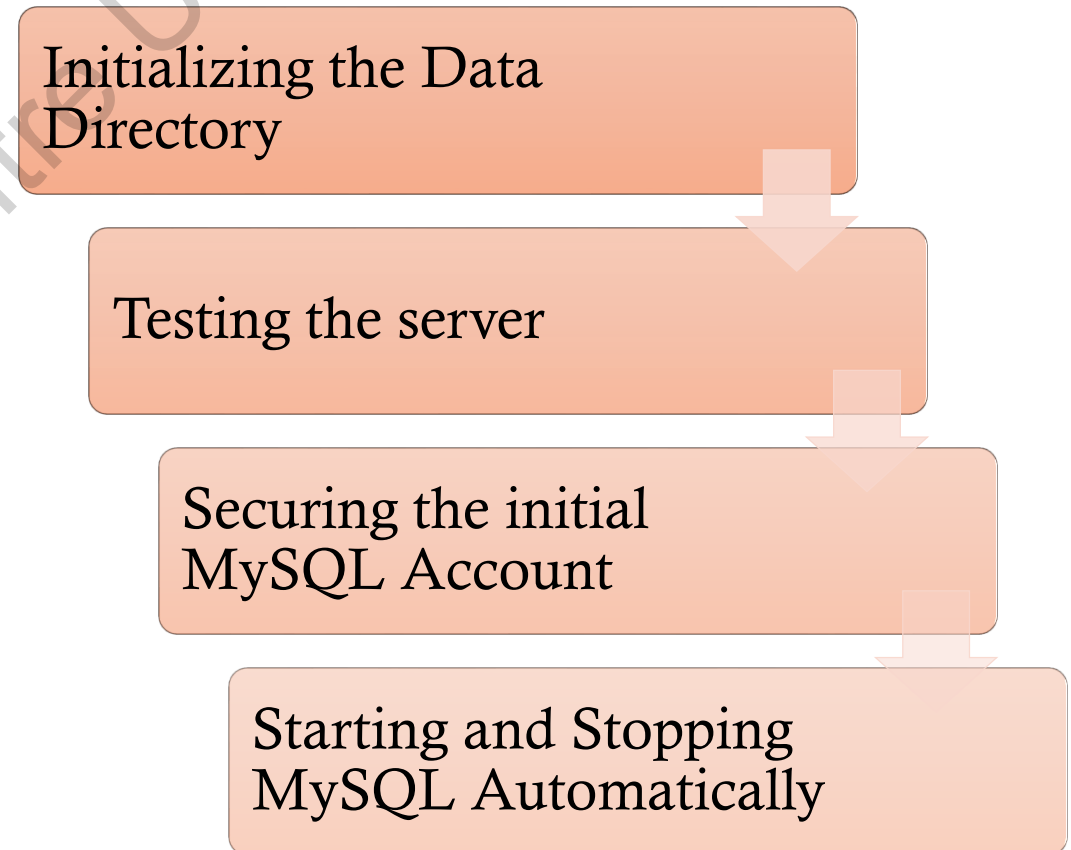 Initializing the Data
Directory
Testing the server
Securing the initial
MySQL Account
Starting and Stopping
MySQL Automatically